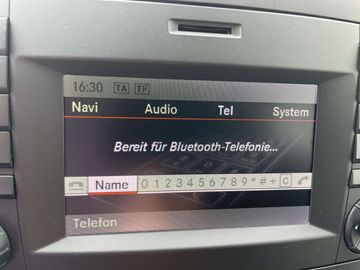 16:30 TA TP
Navi Audio Tel System
Bereit für Bluetooth-Telefonie...
Name 0 1 2 3 4 5 6 7 8 9 * # + C
Telefon